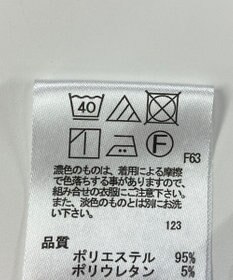 40
F
F63
濃色のものは、着用による摩擦
で色落ちする事がありますので、
組み合せの衣服にご注意下さい。
また、淡色のものとは別にお洗
い下さい。
123
品質
ポリエステル 95%
ポリウレタン 5%